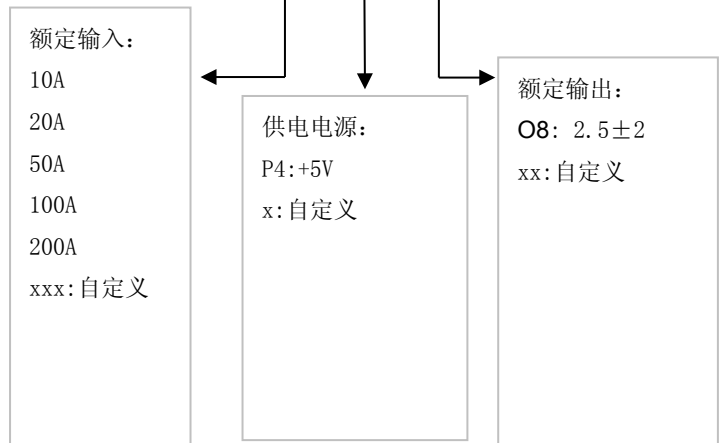 额定输入：
10A
20A
50A
100A
200A
xxx:自定义
供电电源：
P4:+5V
x:自定义
额定输出：
O8: 2.5±2
xx:自定义